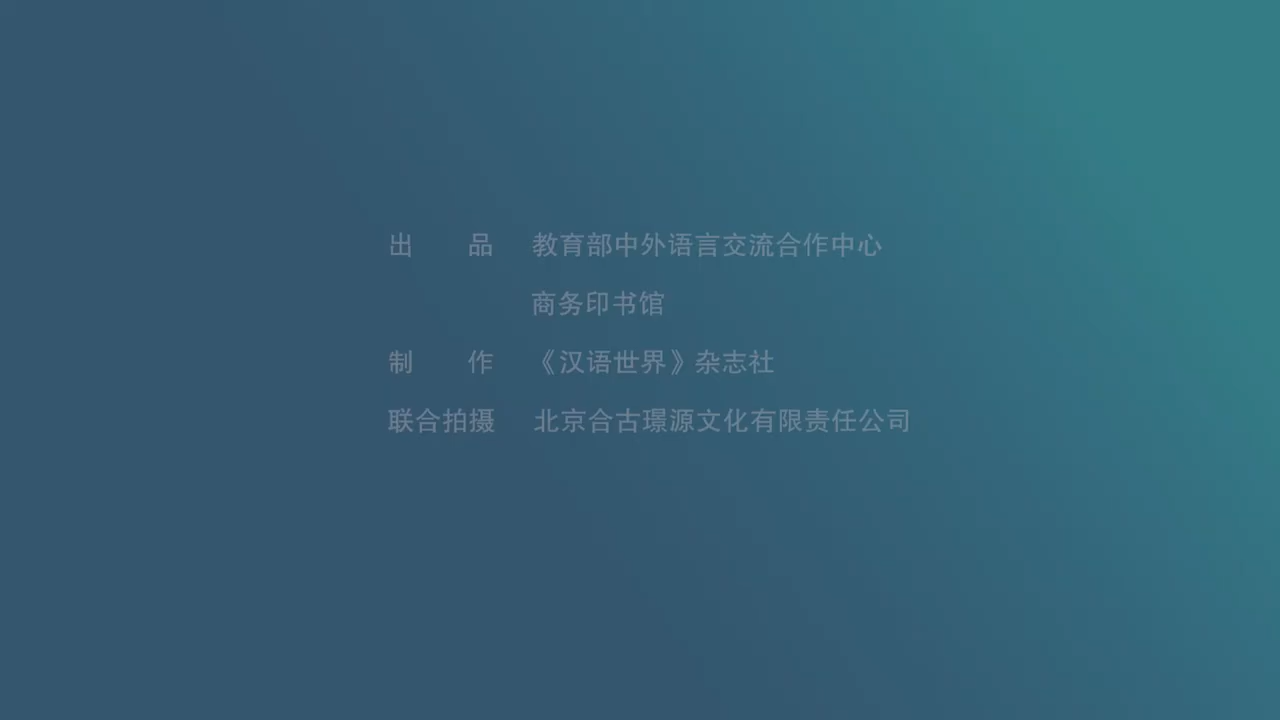 出 品 教育部中外语言交流合作中心
商务印书馆
制 作 《汉语世界》杂志社
联合拍摄 北京合古璟源文化有限责任公司